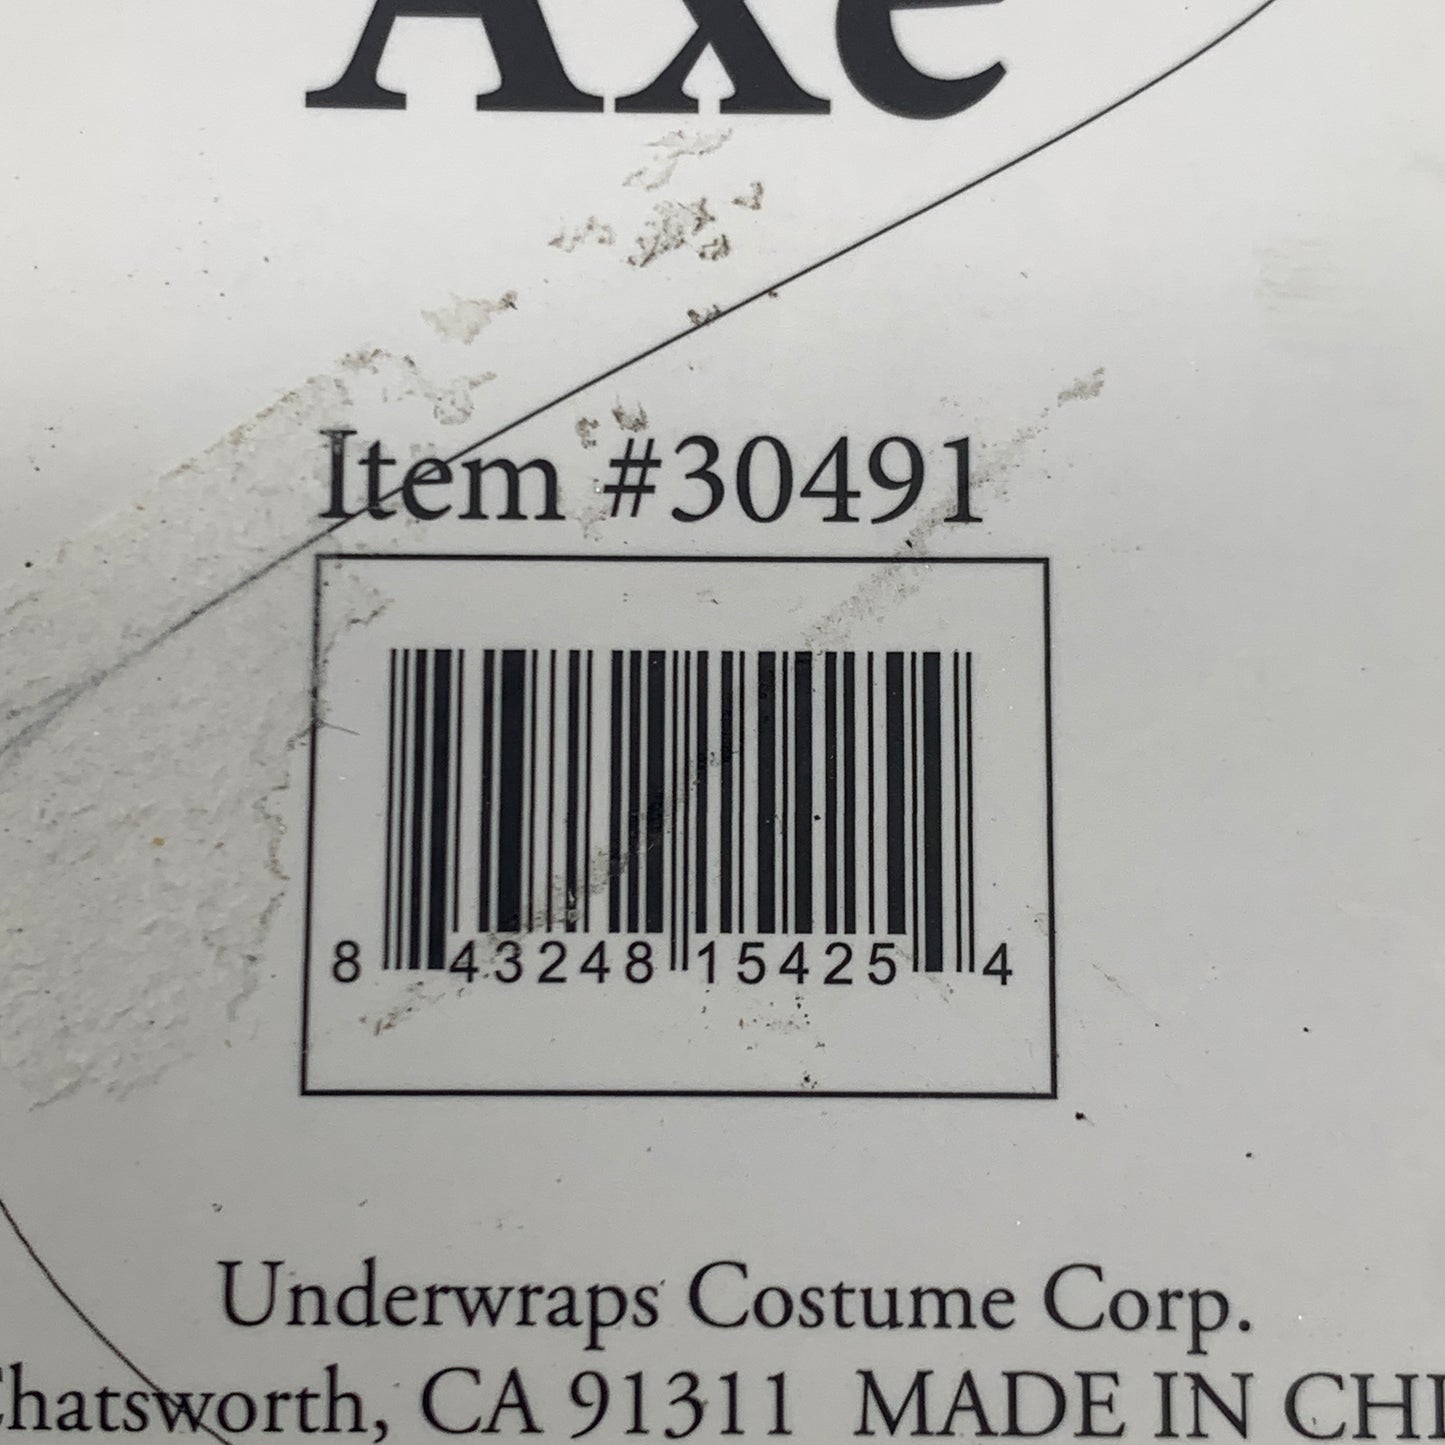 Axe
Item #30491
8 43248 15425 4
Underwraps Costume Corp.
Chatsworth, CA 91311 MADE IN CHI